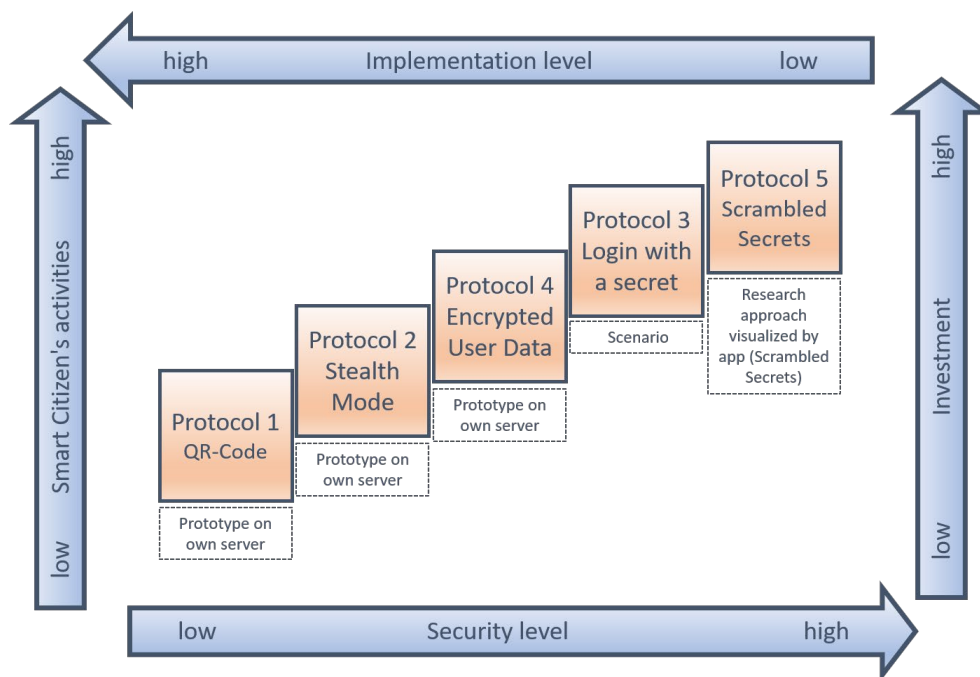 high Implementation level low
Smart Citizen's activities
low
high
Protocol 1
QR-Code
Prototype on
own server
Protocol 2
Stealth
Mode
Prototype on
own server
Protocol 4
Encrypted
User Data
Prototype on
own server
Protocol 3
Login with
a secret
Scenario
Protocol 5
Scrambled
Secrets
Research
approach
visualized by
app (Scrambled
Secrets)
low
Investment
high
low Security level high